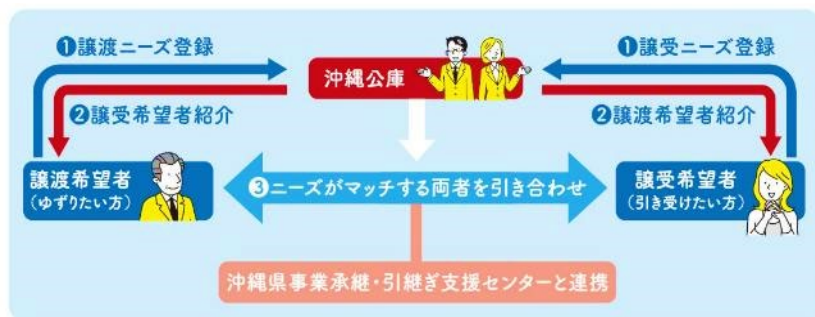 ❶譲渡ニーズ登録
❶譲受ニーズ登録
沖縄公庫
❷譲受希望者紹介
❷譲渡希望者紹介
譲渡希望者
(ゆずりたい方)
❸ニーズがマッチする両者を引き合わせ
譲受希望者
(引き受けたい方)
沖縄県事業承継・引継ぎ支援センターと連携